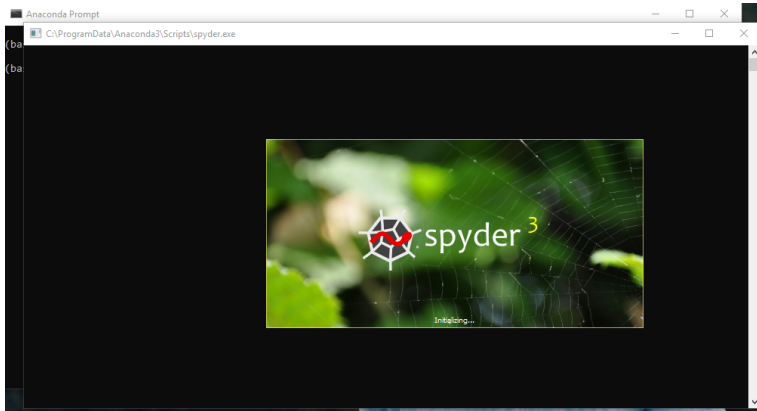 Anaconda Prompt
C:\ProgramData\Anaconda3\Scripts\spyder.exe
(ba
(ba
spyder 3
Initializing...